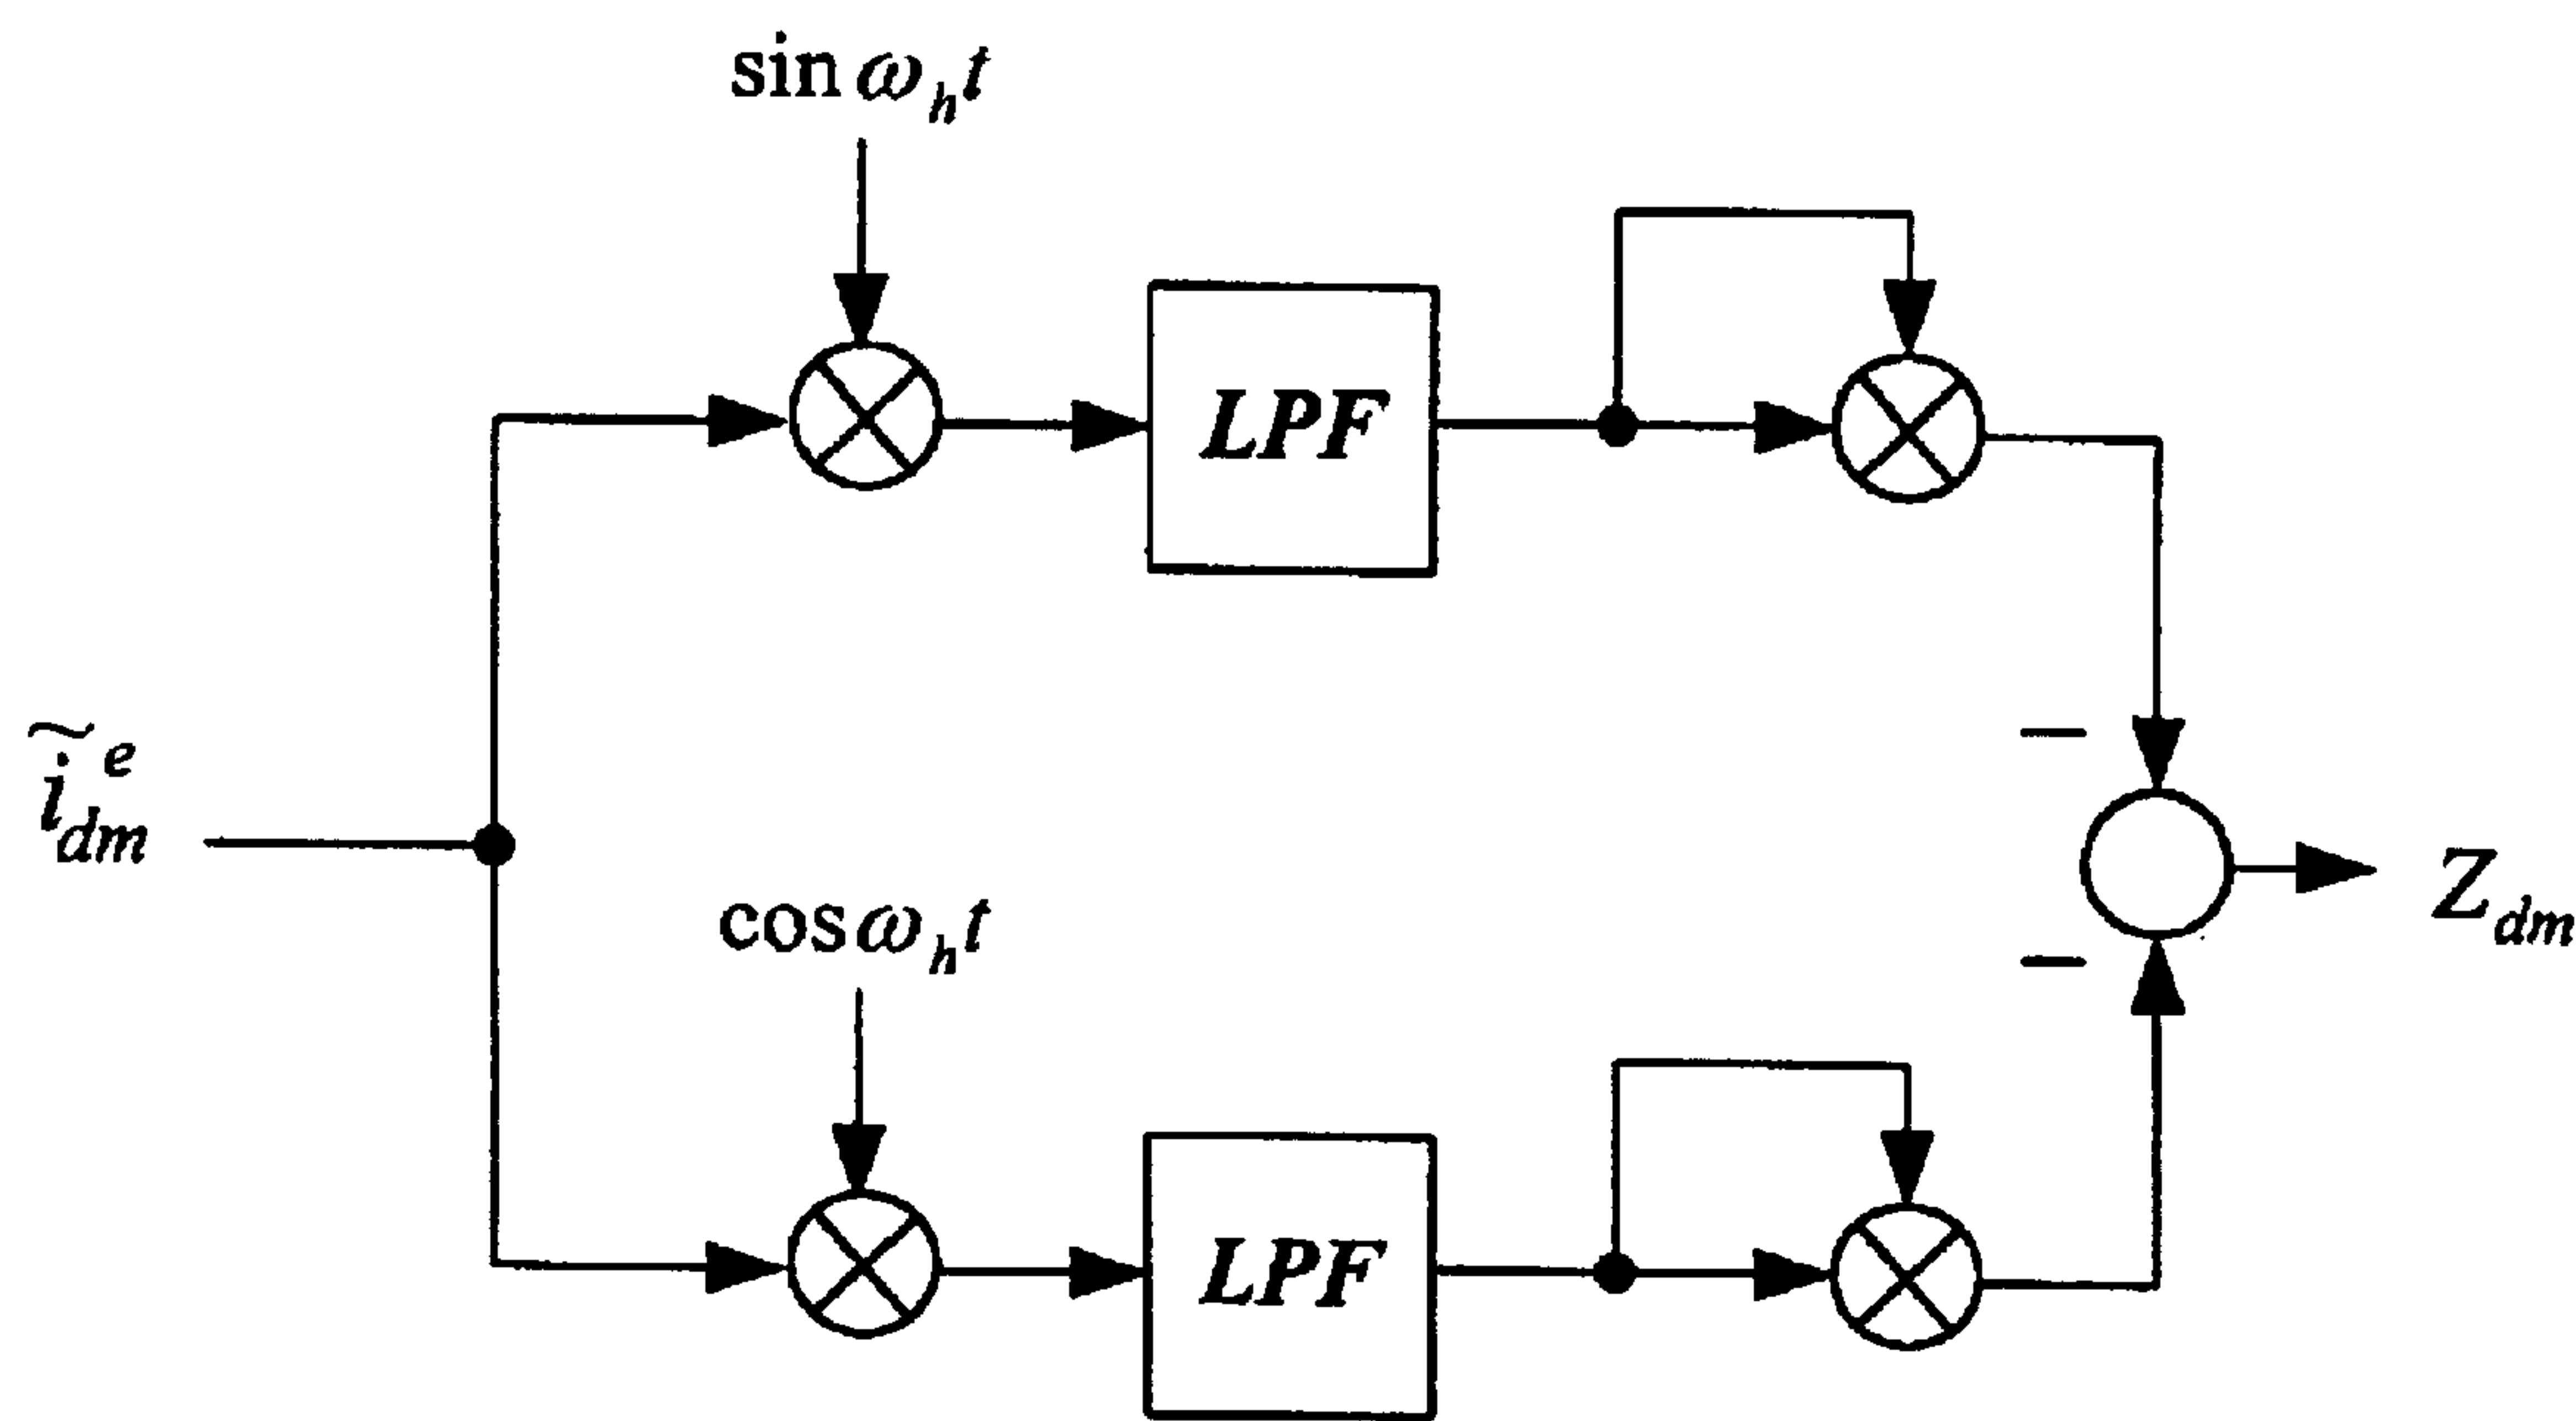 sin ω_h t
LPF
−
ĩ^e_dm
cos ω_h t
−
Z_dm
LPF